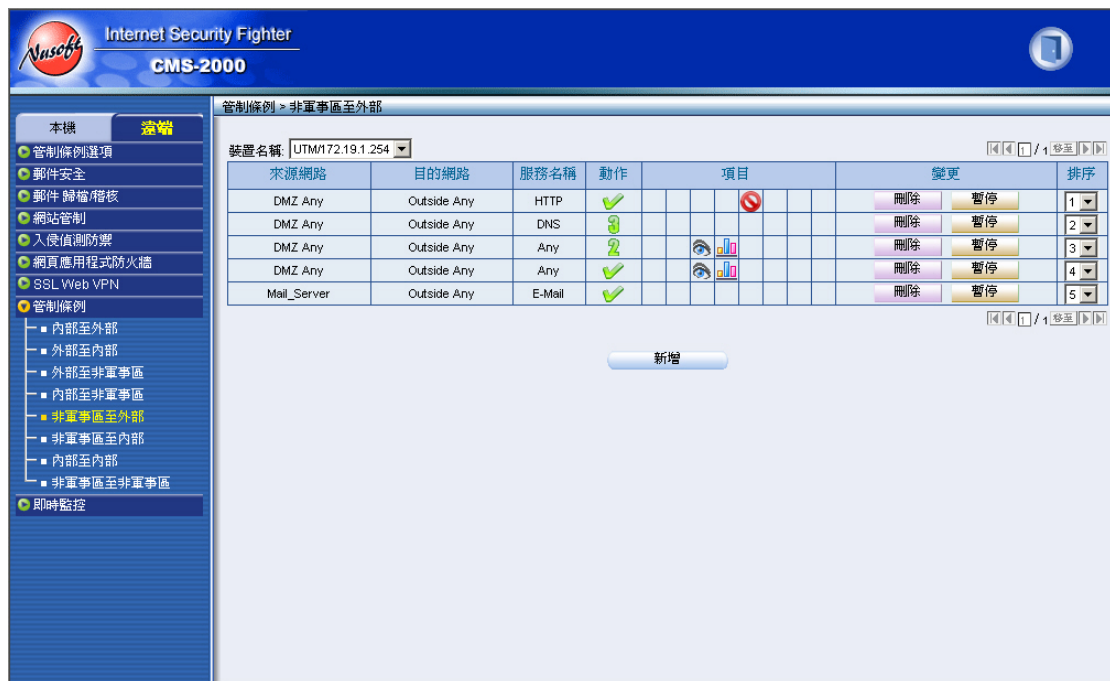 Nusoft
Internet Security Fighter
CMS-2000
管制條例 > 非軍事區至外部
本機 遠端
管制條例選項
郵件安全
郵件 歸檔/稽核
網站管制
入侵偵測防禦
網頁應用程式防火牆
SSL Web VPN
管制條例
內部至外部
外部至內部
外部至非軍事區
內部至非軍事區
非軍事區至外部
非軍事區至內部
內部至內部
非軍事區至非軍事區
即時監控
裝置名稱: UTM/172.19.1.254 1 / 1 移至
來源網路 目的網路 服務名稱 動作 項目 變更 排序
DMZ Any Outside Any HTTP 刪除 暫停 1
DMZ Any Outside Any DNS 3 刪除 暫停 2
DMZ Any Outside Any Any 2 刪除 暫停 3
DMZ Any Outside Any Any 刪除 暫停 4
Mail_Server Outside Any E-Mail 刪除 暫停 5
1 / 1 移至
新增